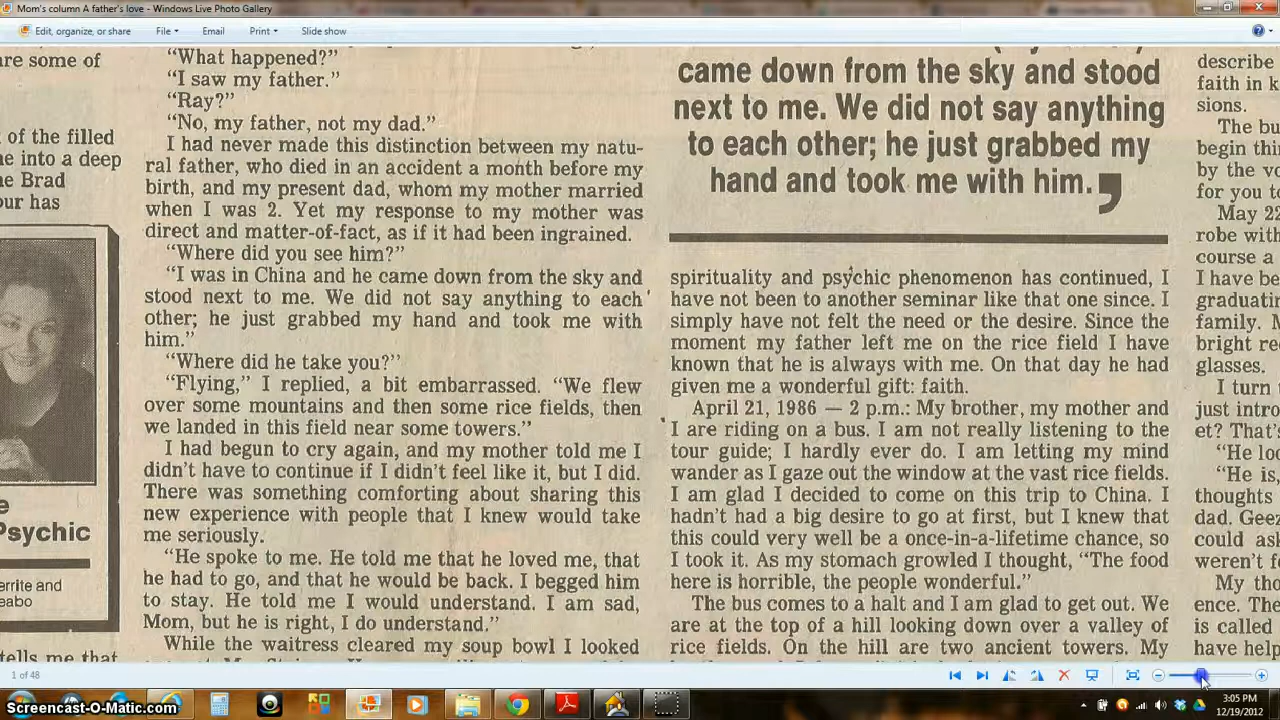 Mom's column A father's love - Windows Live Photo Gallery
Edit, organize, or share File Email Print Slide show
are some of
of the filled
into a deep
Brad
has
Psychic
and
tells me that
"What happened?"
"I saw my father."
"Ray?"
"No, my father, not my dad."
I had never made this distinction between my natu-
ral father, who died in an accident a month before my
birth, and my present dad, whom my mother married
when I was 2. Yet my response to my mother was
direct and matter-of-fact, as if it had been ingrained.
"Where did you see him?"
"I was in China and he came down from the sky and
stood next to me. We did not say anything to each
other; he just grabbed my hand and took me with
him."
"Where did he take you?"
"Flying," I replied, a bit embarrassed. "We flew
over some mountains and then some rice fields, then
we landed in this field near some towers."
I had begun to cry again, and my mother told me I
didn't have to continue if I didn't feel like it, but I did.
There was something comforting about sharing this
new experience with people that I knew would take
me seriously.
"He spoke to me. He told me that he loved me, that
he had to go, and that he would be back. I begged him
to stay. He told me I would understand. I am sad,
Mom, but he is right, I do understand."
While the waitress cleared my soup bowl I looked
came down from the sky and stood
next to me. We did not say anything
to each other; he just grabbed my
hand and took me with him.
spirituality and psychic phenomenon has continued, I
have not been to another seminar like that one since. I
simply have not felt the need or the desire. Since the
moment my father left me on the rice field I have
known that he is always with me. On that day he had
given me a wonderful gift: faith.
April 21, 1986 — 2 p.m.: My brother, my mother and
I are riding on a bus. I am not really listening to the
tour guide; I hardly ever do. I am letting my mind
wander as I gaze out the window at the vast rice fields.
I am glad I decided to come on this trip to China. I
hadn't had a big desire to go at first, but I knew that
this could very well be a once-in-a-lifetime chance, so
I took it. As my stomach growled I thought, "The food
here is horrible, the people wonderful."
The bus comes to a halt and I am glad to get out. We
are at the top of a hill looking down over a valley of
rice fields. On the hill are two ancient towers. My
describe
faith in
sions.
The
begin
by the
for you
May 22
robe with
course a
I have
graduating
family.
bright
glasses.
I turn
just
et? That's
"He
"He is,
thoughts
dad.
could
weren't
My
ence. The
is called
have
1 of 48
Screencast-O-Matic.com
3:05 PM
12/19/2012